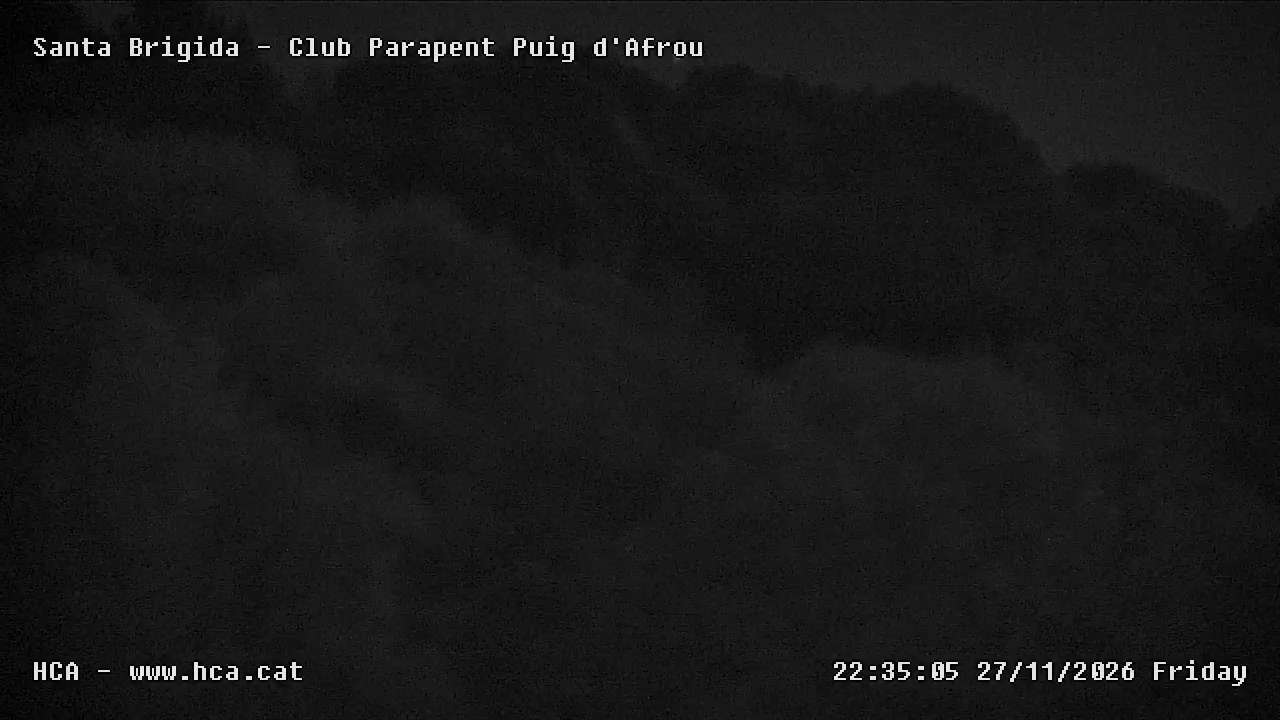 Santa Brigida - Club Parapent Puig d'Afrou
HCA - www.hca.cat
22:35:05 27/11/2026 Friday